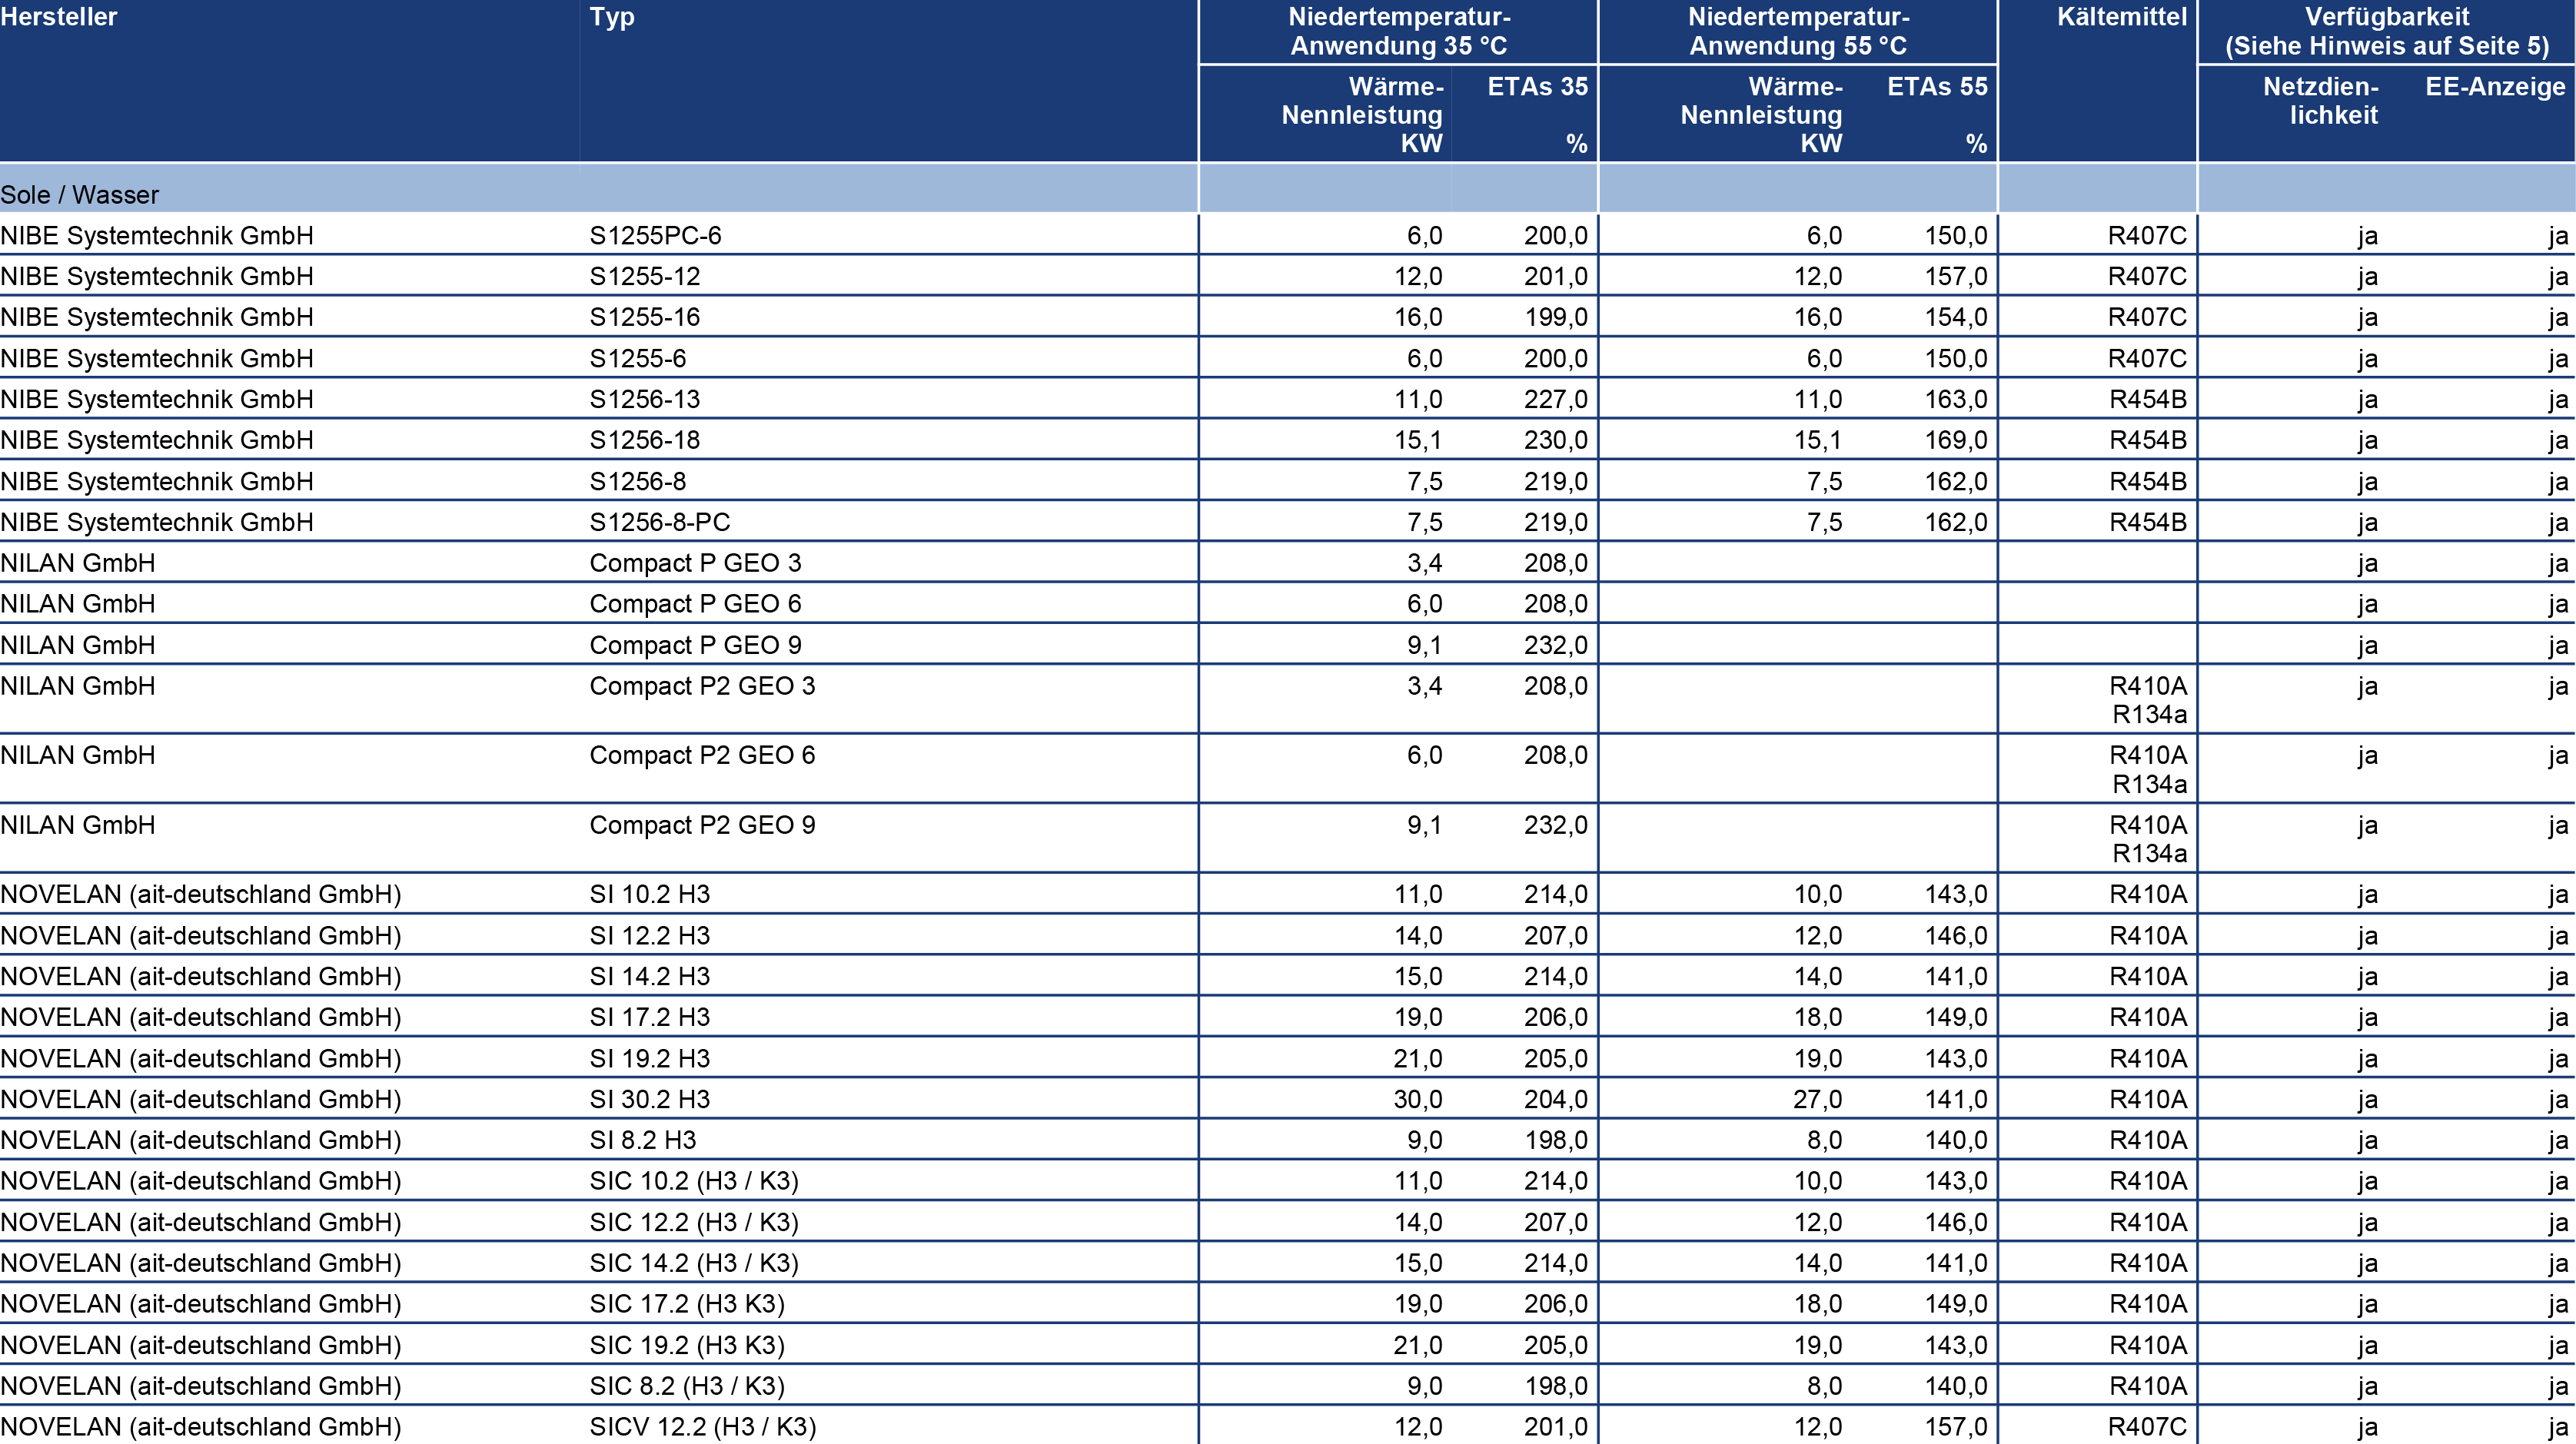 Hersteller Typ Niedertemperatur- Niedertemperatur- Kältemittel Verfügbarkeit
Anwendung 35 °C Anwendung 55 °C (Siehe Hinweis auf Seite 5)
Wärme- ETAs 35 Wärme- ETAs 55 Netzdien- EE-Anzeige
Nennleistung Nennleistung lichkeit
KW % KW %
Sole / Wasser
NIBE Systemtechnik GmbH S1255PC-6 6,0 200,0 6,0 150,0 R407C ja ja
NIBE Systemtechnik GmbH S1255-12 12,0 201,0 12,0 157,0 R407C ja ja
NIBE Systemtechnik GmbH S1255-16 16,0 199,0 16,0 154,0 R407C ja ja
NIBE Systemtechnik GmbH S1255-6 6,0 200,0 6,0 150,0 R407C ja ja
NIBE Systemtechnik GmbH S1256-13 11,0 227,0 11,0 163,0 R454B ja ja
NIBE Systemtechnik GmbH S1256-18 15,1 230,0 15,1 169,0 R454B ja ja
NIBE Systemtechnik GmbH S1256-8 7,5 219,0 7,5 162,0 R454B ja ja
NIBE Systemtechnik GmbH S1256-8-PC 7,5 219,0 7,5 162,0 R454B ja ja
NILAN GmbH Compact P GEO 3 3,4 208,0 ja ja
NILAN GmbH Compact P GEO 6 6,0 208,0 ja ja
NILAN GmbH Compact P GEO 9 9,1 232,0 ja ja
NILAN GmbH Compact P2 GEO 3 3,4 208,0 R410A ja ja
R134a
NILAN GmbH Compact P2 GEO 6 6,0 208,0 R410A ja ja
R134a
NILAN GmbH Compact P2 GEO 9 9,1 232,0 R410A ja ja
R134a
NOVELAN (ait-deutschland GmbH) SI 10.2 H3 11,0 214,0 10,0 143,0 R410A ja ja
NOVELAN (ait-deutschland GmbH) SI 12.2 H3 14,0 207,0 12,0 146,0 R410A ja ja
NOVELAN (ait-deutschland GmbH) SI 14.2 H3 15,0 214,0 14,0 141,0 R410A ja ja
NOVELAN (ait-deutschland GmbH) SI 17.2 H3 19,0 206,0 18,0 149,0 R410A ja ja
NOVELAN (ait-deutschland GmbH) SI 19.2 H3 21,0 205,0 19,0 143,0 R410A ja ja
NOVELAN (ait-deutschland GmbH) SI 30.2 H3 30,0 204,0 27,0 141,0 R410A ja ja
NOVELAN (ait-deutschland GmbH) SI 8.2 H3 9,0 198,0 8,0 140,0 R410A ja ja
NOVELAN (ait-deutschland GmbH) SIC 10.2 (H3 / K3) 11,0 214,0 10,0 143,0 R410A ja ja
NOVELAN (ait-deutschland GmbH) SIC 12.2 (H3 / K3) 14,0 207,0 12,0 146,0 R410A ja ja
NOVELAN (ait-deutschland GmbH) SIC 14.2 (H3 / K3) 15,0 214,0 14,0 141,0 R410A ja ja
NOVELAN (ait-deutschland GmbH) SIC 17.2 (H3 K3) 19,0 206,0 18,0 149,0 R410A ja ja
NOVELAN (ait-deutschland GmbH) SIC 19.2 (H3 K3) 21,0 205,0 19,0 143,0 R410A ja ja
NOVELAN (ait-deutschland GmbH) SIC 8.2 (H3 / K3) 9,0 198,0 8,0 140,0 R410A ja ja
NOVELAN (ait-deutschland GmbH) SICV 12.2 (H3 / K3) 12,0 201,0 12,0 157,0 R407C ja ja